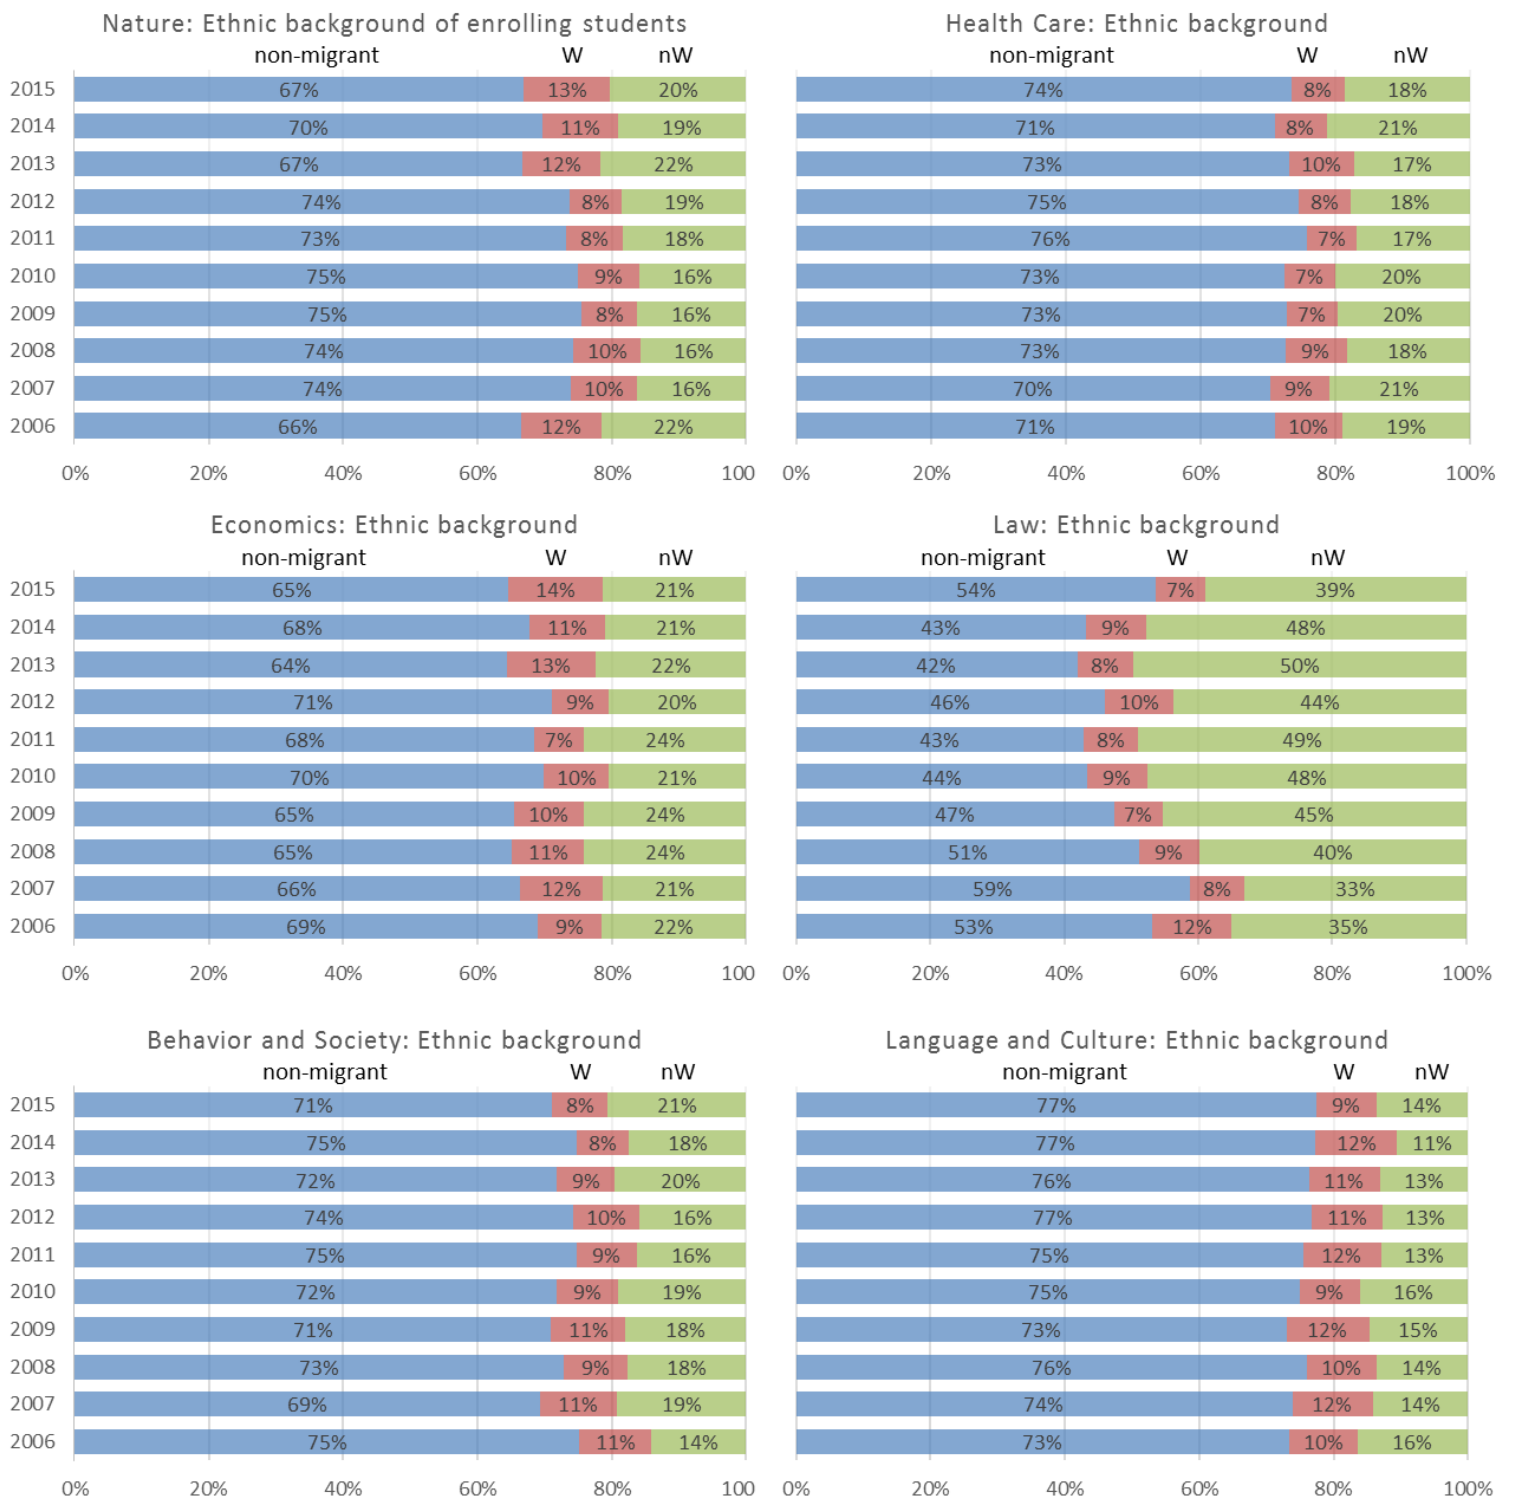 Nature: Ethnic background of enrolling students
non-migrant W nW
2015 67% 13% 20%
2014 70% 11% 19%
2013 67% 12% 22%
2012 74% 8% 19%
2011 73% 8% 18%
2010 75% 9% 16%
2009 75% 8% 16%
2008 74% 10% 16%
2007 74% 10% 16%
2006 66% 12% 22%
0% 20% 40% 60% 80% 100
Health Care: Ethnic background
non-migrant W nW
74% 8% 18%
71% 8% 21%
73% 10% 17%
75% 8% 18%
76% 7% 17%
73% 7% 20%
73% 7% 20%
73% 9% 18%
70% 9% 21%
71% 10% 19%
0% 20% 40% 60% 80% 100%
Economics: Ethnic background
non-migrant W nW
2015 65% 14% 21%
2014 68% 11% 21%
2013 64% 13% 22%
2012 71% 9% 20%
2011 68% 7% 24%
2010 70% 10% 21%
2009 65% 10% 24%
2008 65% 11% 24%
2007 66% 12% 21%
2006 69% 9% 22%
0% 20% 40% 60% 80% 100
Law: Ethnic background
non-migrant W nW
54% 7% 39%
43% 9% 48%
42% 8% 50%
46% 10% 44%
43% 8% 49%
44% 9% 48%
47% 7% 45%
51% 9% 40%
59% 8% 33%
53% 12% 35%
0% 20% 40% 60% 80% 100%
Behavior and Society: Ethnic background
non-migrant W nW
2015 71% 8% 21%
2014 75% 8% 18%
2013 72% 9% 20%
2012 74% 10% 16%
2011 75% 9% 16%
2010 72% 9% 19%
2009 71% 11% 18%
2008 73% 9% 18%
2007 69% 11% 19%
2006 75% 11% 14%
0% 20% 40% 60% 80% 100
Language and Culture: Ethnic background
non-migrant W nW
77% 9% 14%
77% 12% 11%
76% 11% 13%
77% 11% 13%
75% 12% 13%
75% 9% 16%
73% 12% 15%
76% 10% 14%
74% 12% 14%
73% 10% 16%
0% 20% 40% 60% 80% 100%